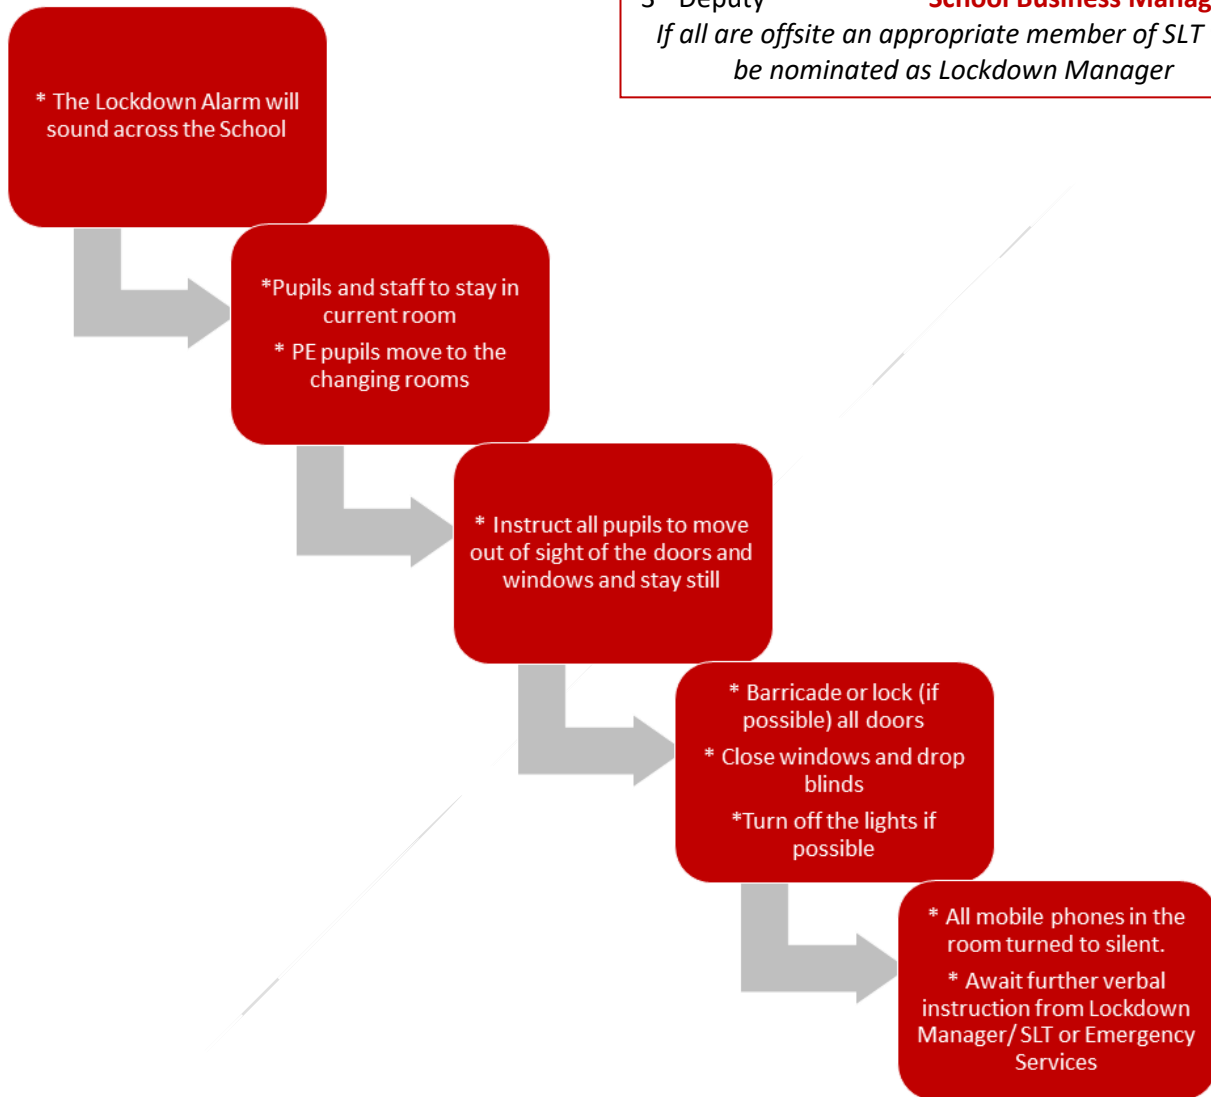 Deputy School Business
If all are offsite an appropriate member of SLT
be nominated as Lockdown Manager
* The Lockdown Alarm will
sound across the School
*Pupils and staff to stay in
current room
* PE pupils move to the
changing rooms
* Instruct all pupils to move
out of sight of the doors and
windows and stay still
* Barricade or lock (if
possible) all doors
* Close windows and drop
blinds
*Turn off the lights if
possible
* All mobile phones in the
room turned to silent.
* Await further verbal
instruction from Lockdown
Manager/ SLT or Emergency
Services